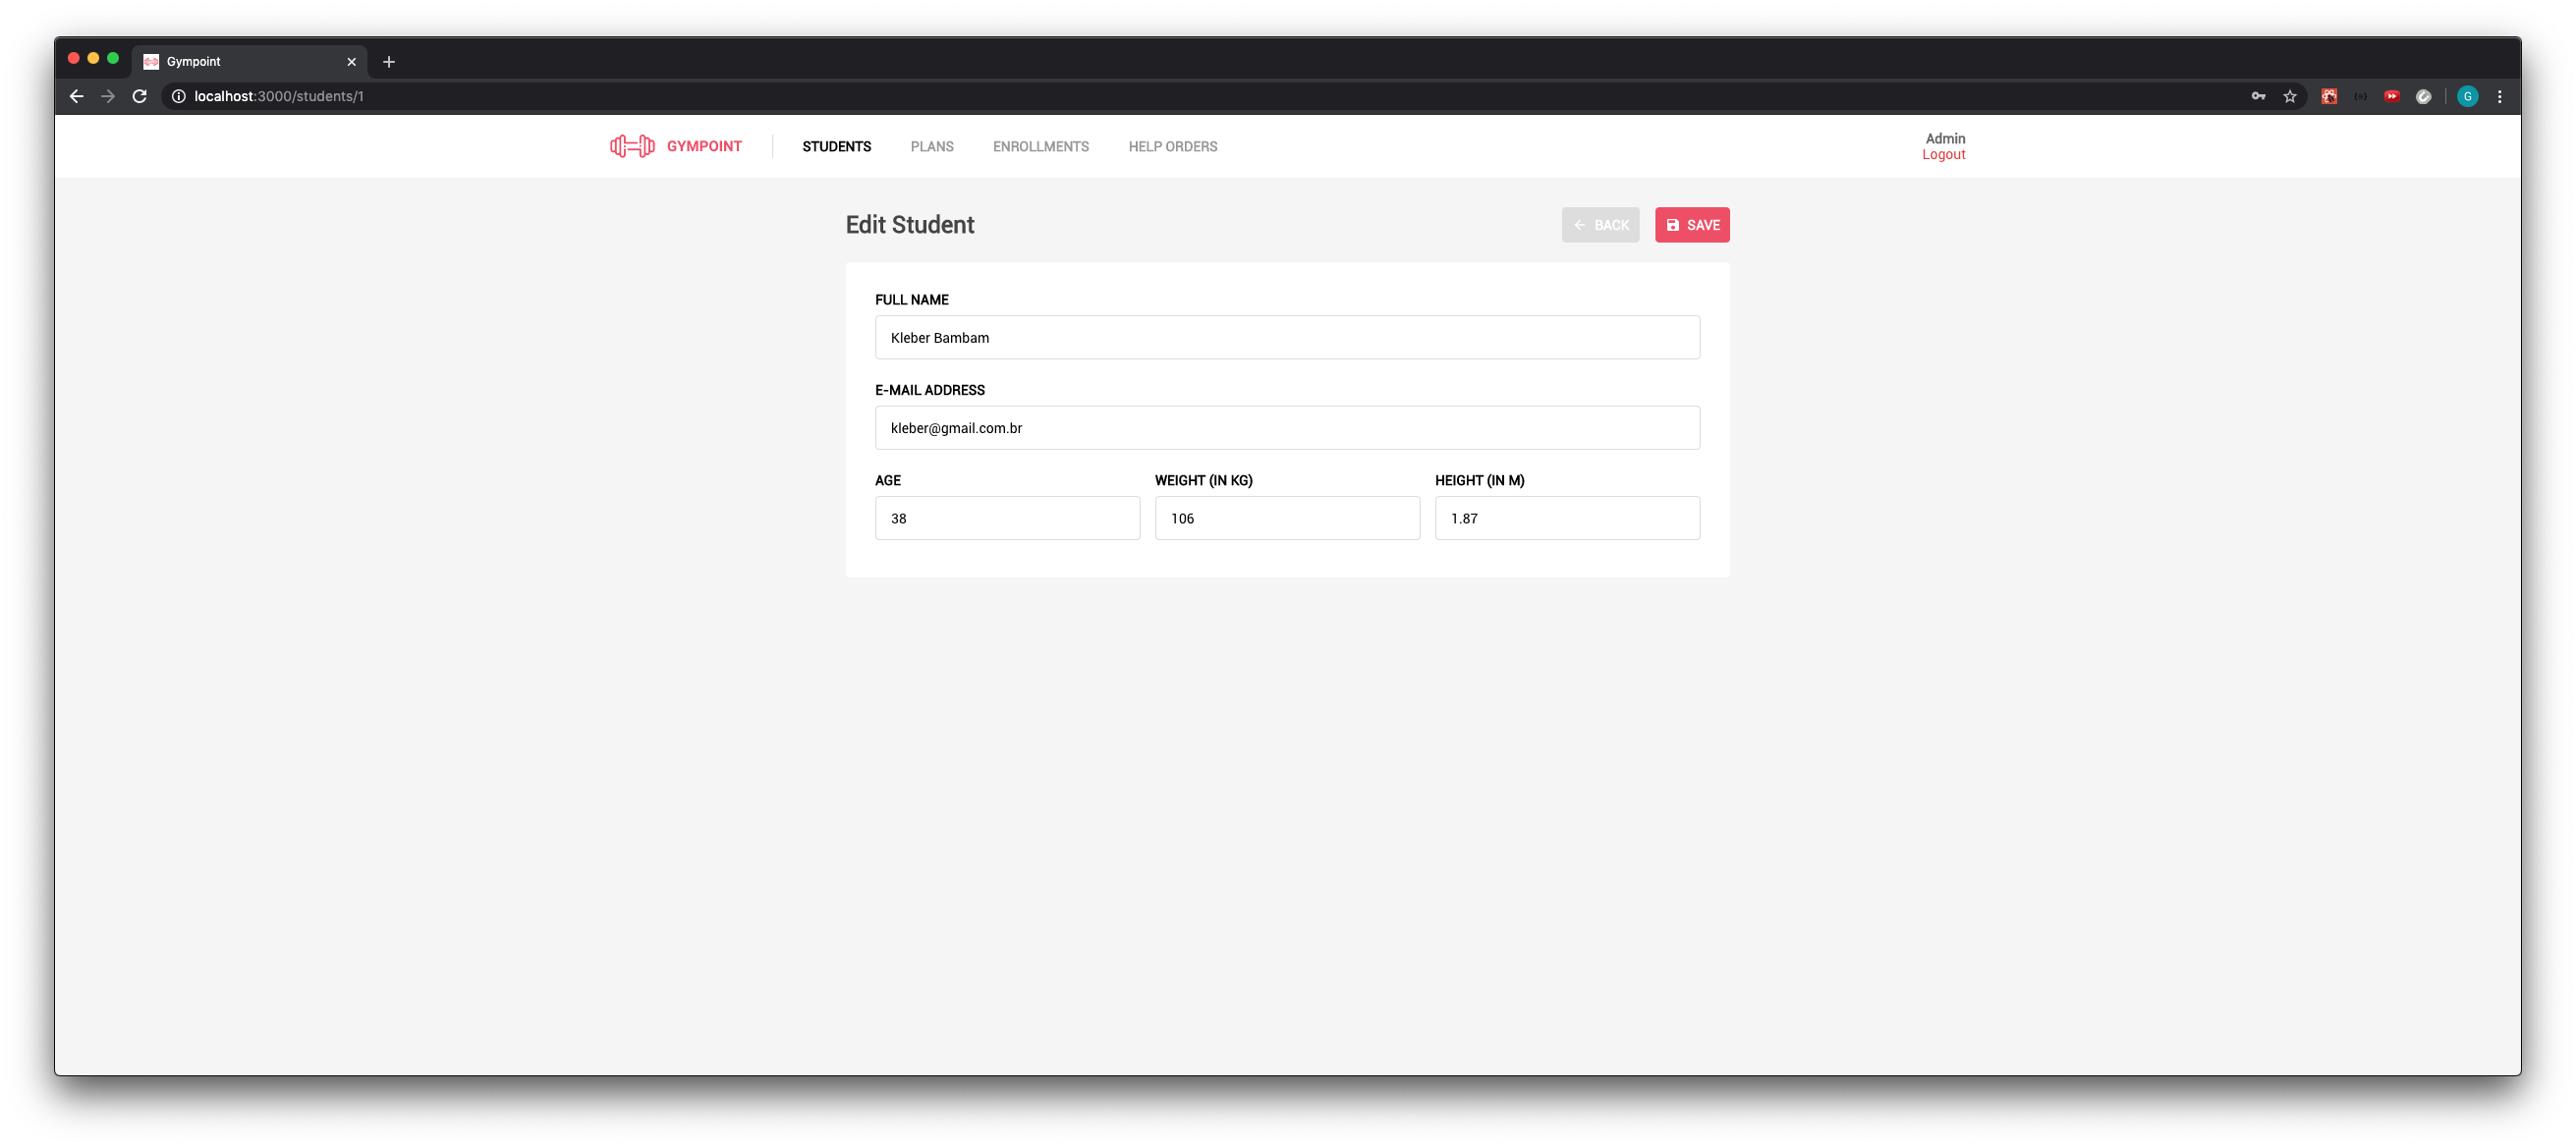 Gympoint
localhost:3000/students/1
G
GYMPOINT STUDENTS PLANS ENROLLMENTS HELP ORDERS
Admin
Logout
Edit Student BACK SAVE
FULL NAME
Kleber Bambam
E-MAIL ADDRESS
kleber@gmail.com.br
AGE WEIGHT (IN KG) HEIGHT (IN M)
38 106 1.87